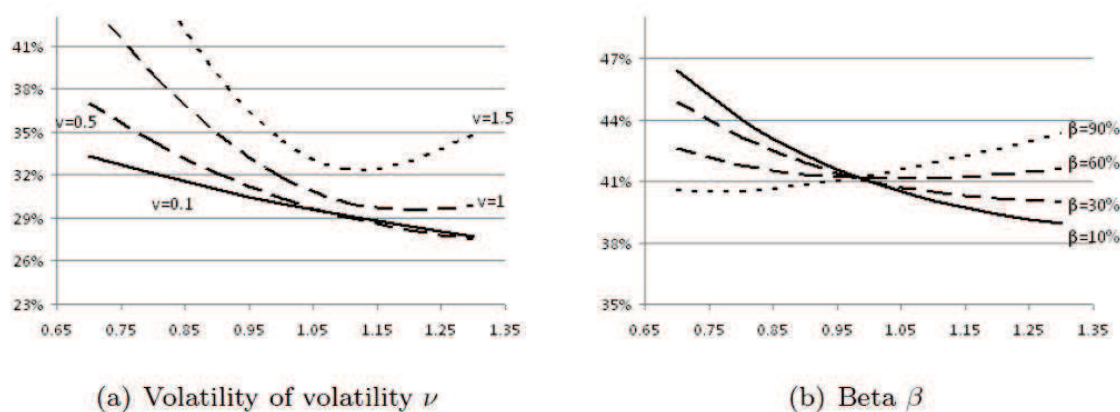 41%
38%
35%
32%
29%
26%
23%
0.65 0.75 0.85 0.95 1.05 1.15 1.25 1.35
v=0.5
v=0.1
v=1.5
v=1
(a) Volatility of volatility ν
47%
44%
41%
38%
35%
0.65 0.75 0.85 0.95 1.05 1.15 1.25 1.35
β=90%
β=60%
β=30%
β=10%
(b) Beta β